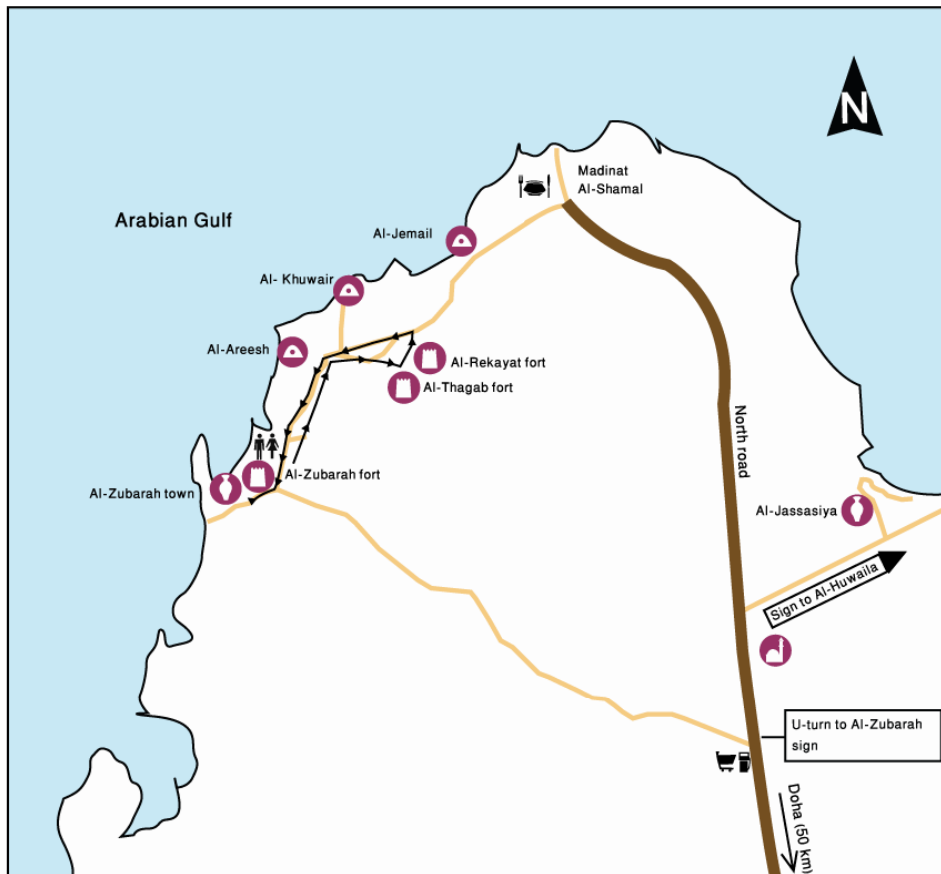 N
Madinat
Al-Shamal
Arabian Gulf
Al-Jemail
Al- Khuwair
Al-Areesh
Al-Rekayat fort
Al-Thagab fort
North road
Al-Zubarah fort
Al-Zubarah town
Al-Jassasiya
Sign to Al-Huwaila
U-turn to Al-Zubarah
sign
Doha (50 km)